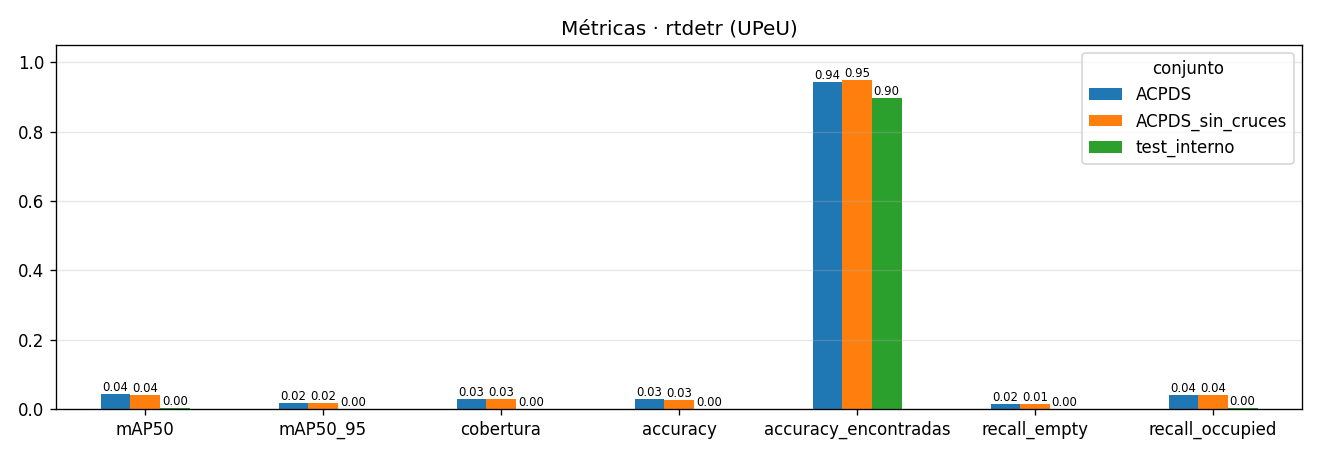 Métricas · rtdetr (UPeU)
1.0
0.8
0.6
0.4
0.2
0.0
conjunto
ACPDS
ACPDS_sin_cruces
test_interno
0.04 0.04 0.00
0.02 0.02 0.00
0.03 0.03 0.00
0.03 0.03 0.00
0.94 0.95 0.90
0.02 0.01 0.00
0.04 0.04 0.00
mAP50 mAP50_95 cobertura accuracy accuracy_encontradas recall_empty recall_occupied